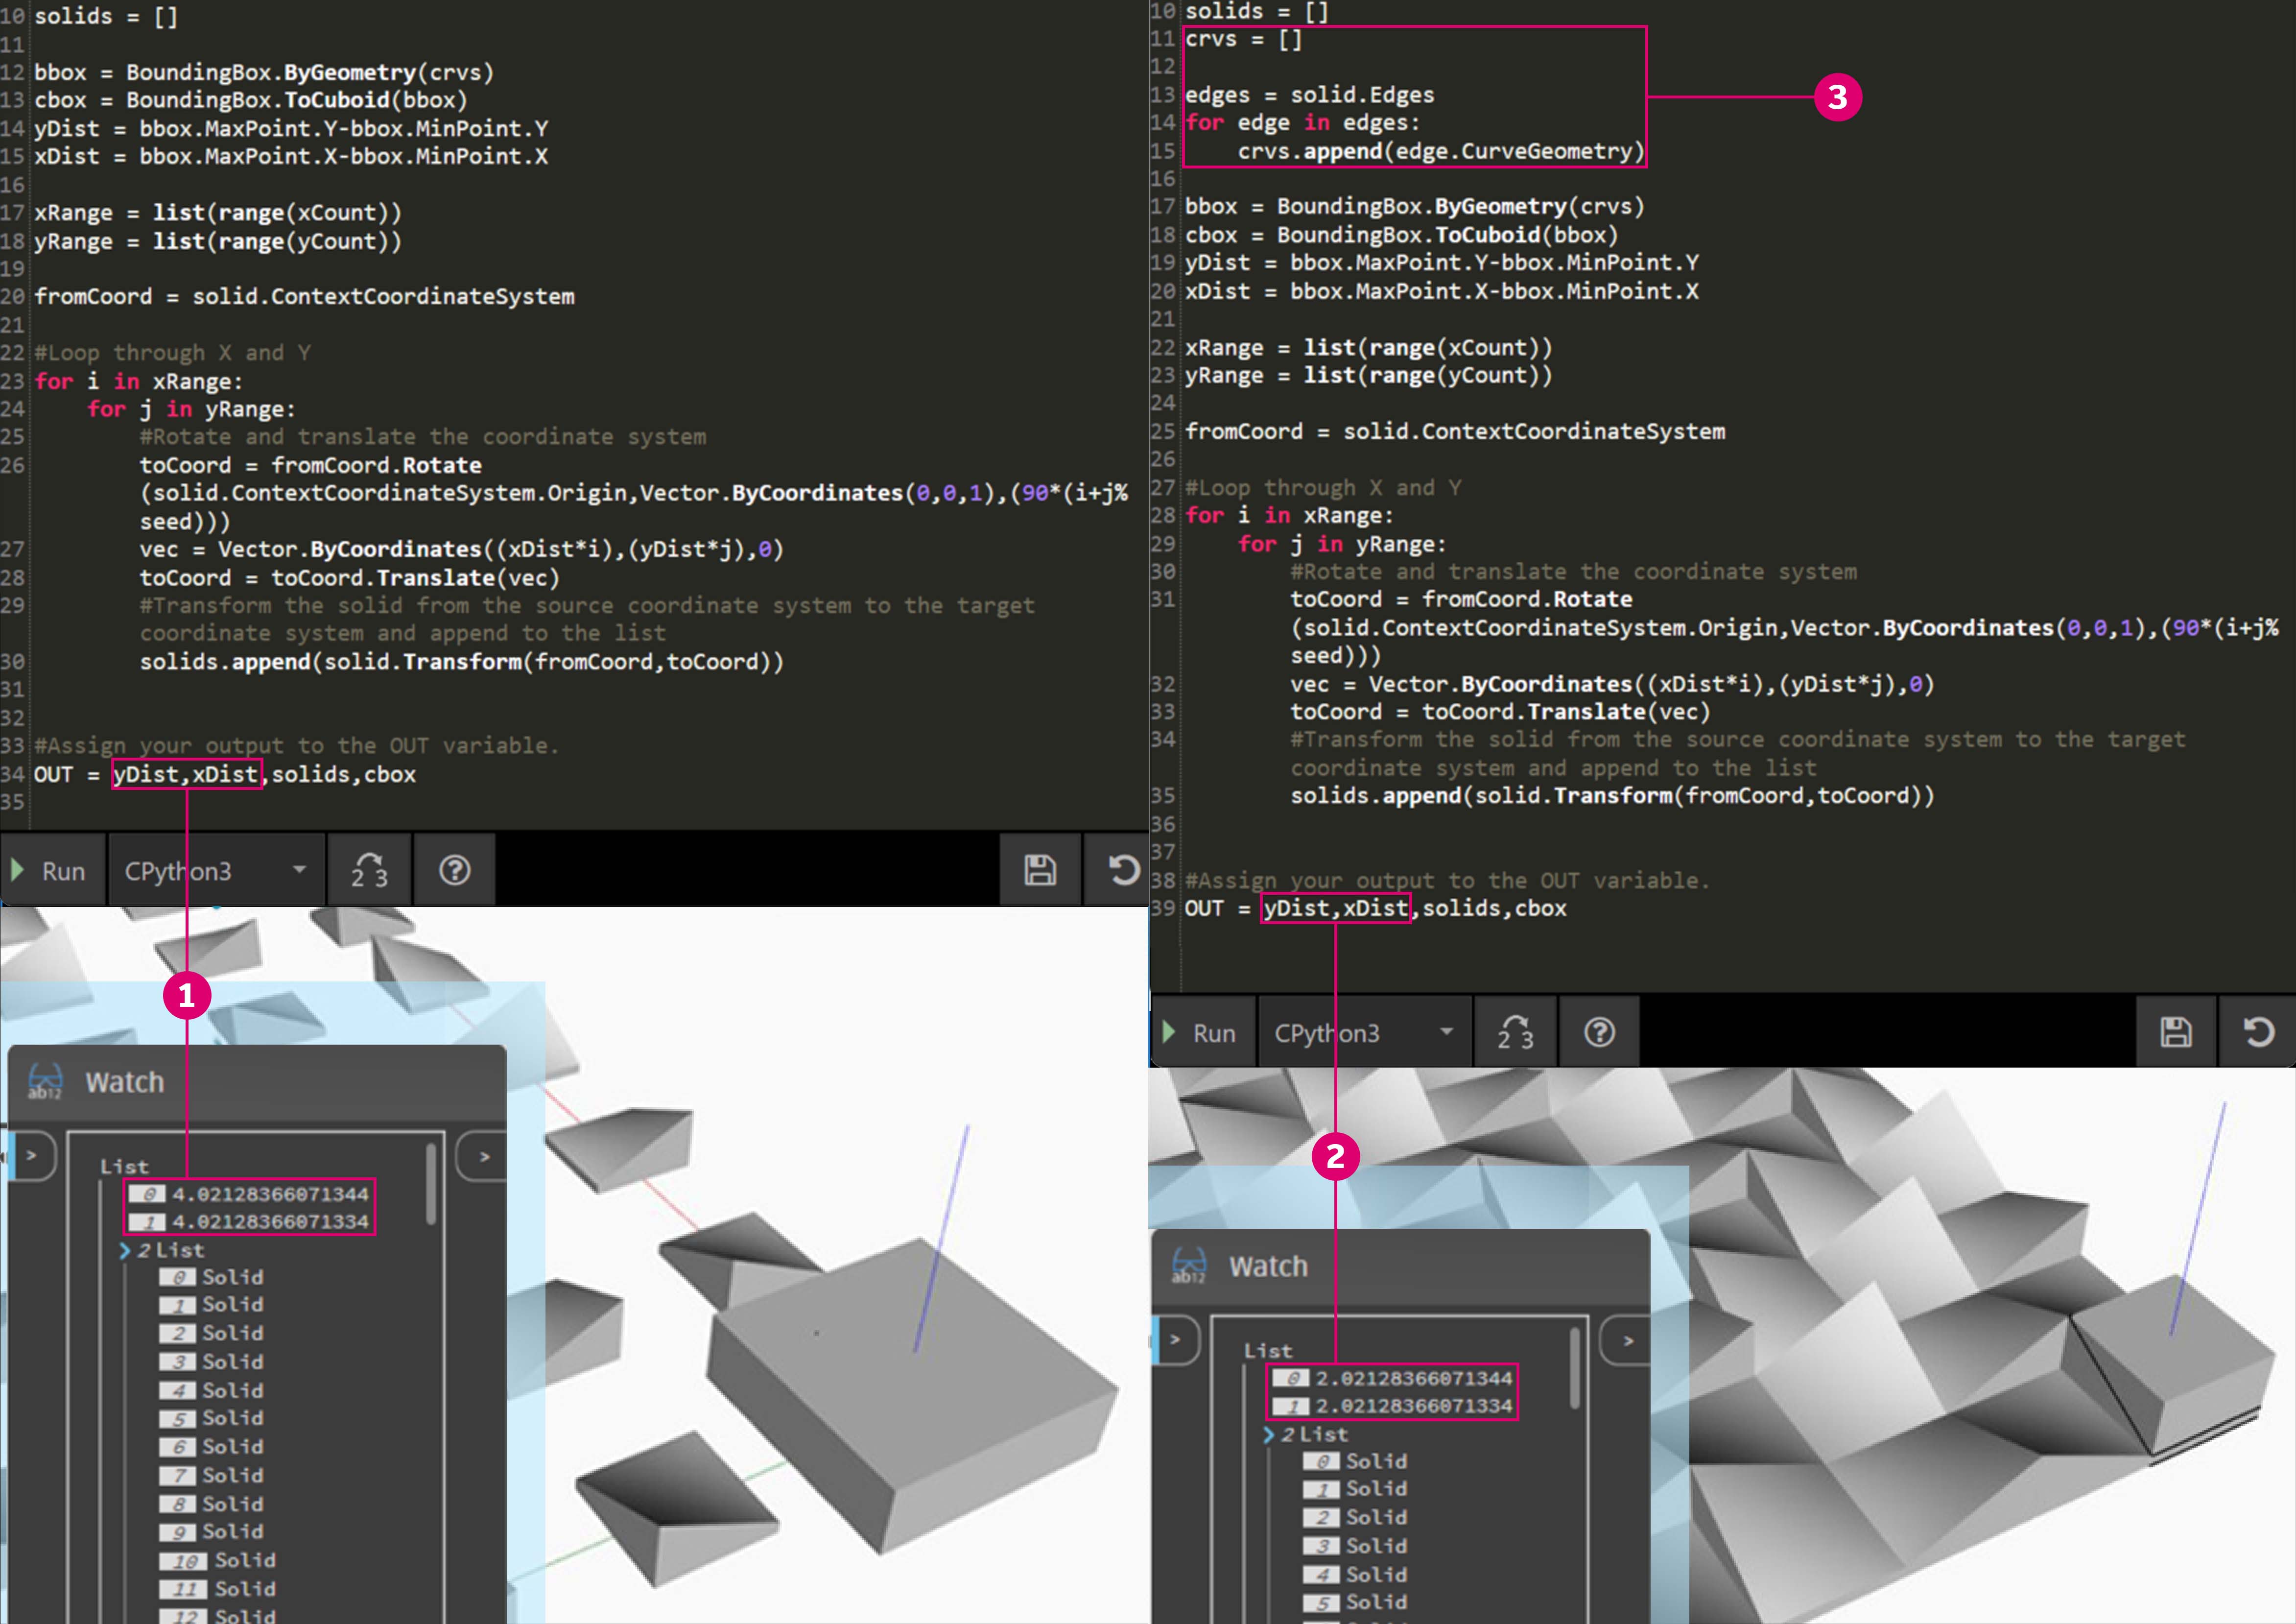 10 solids = []
11
12 bbox = BoundingBox.ByGeometry(crvs)
13 cbox = BoundingBox.ToCuboid(bbox)
14 yDist = bbox.MaxPoint.Y-bbox.MinPoint.Y
15 xDist = bbox.MaxPoint.X-bbox.MinPoint.X
16
17 xRange = list(range(xCount))
18 yRange = list(range(yCount))
19
20 fromCoord = solid.ContextCoordinateSystem
21
22 #Loop through X and Y
23 for i in xRange:
24     for j in yRange:
25         #Rotate and translate the coordinate system
26         toCoord = fromCoord.Rotate
(solid.ContextCoordinateSystem.Origin,Vector.ByCoordinates(0,0,1),(90*(i+j%
seed)))
27         vec = Vector.ByCoordinates((xDist*i),(yDist*j),0)
28         toCoord = toCoord.Translate(vec)
29         #Transform the solid from the source coordinate system to the target
coordinate system and append to the list
30         solids.append(solid.Transform(fromCoord,toCoord))
31
32
33 #Assign your output to the OUT variable.
34 OUT = yDist,xDist,solids,cbox
35
Run
CPython3
2 3
?
1
ab12
Watch
>
>
List
0 4.02128366071344
1 4.02128366071334
2 List
0 Solid
1 Solid
2 Solid
3 Solid
4 Solid
5 Solid
6 Solid
7 Solid
8 Solid
9 Solid
10 Solid
11 Solid
12 Solid
10 solids = []
11 crvs = []
12
13 edges = solid.Edges
14 for edge in edges:
15     crvs.append(edge.CurveGeometry)
3
16
17 bbox = BoundingBox.ByGeometry(crvs)
18 cbox = BoundingBox.ToCuboid(bbox)
19 yDist = bbox.MaxPoint.Y-bbox.MinPoint.Y
20 xDist = bbox.MaxPoint.X-bbox.MinPoint.X
21
22 xRange = list(range(xCount))
23 yRange = list(range(yCount))
24
25 fromCoord = solid.ContextCoordinateSystem
26
27 #Loop through X and Y
28 for i in xRange:
29     for j in yRange:
30         #Rotate and translate the coordinate system
31         toCoord = fromCoord.Rotate
(solid.ContextCoordinateSystem.Origin,Vector.ByCoordinates(0,0,1),(90*(i+j%
seed)))
32         vec = Vector.ByCoordinates((xDist*i),(yDist*j),0)
33         toCoord = toCoord.Translate(vec)
34         #Transform the solid from the source coordinate system to the target
coordinate system and append to the list
35         solids.append(solid.Transform(fromCoord,toCoord))
36
37
38 #Assign your output to the OUT variable.
39 OUT = yDist,xDist,solids,cbox
Run
CPython3
2 3
?
2
ab12
Watch
>
>
List
0 2.02128366071344
1 2.02128366071334
2 List
0 Solid
1 Solid
2 Solid
3 Solid
4 Solid
5 Solid